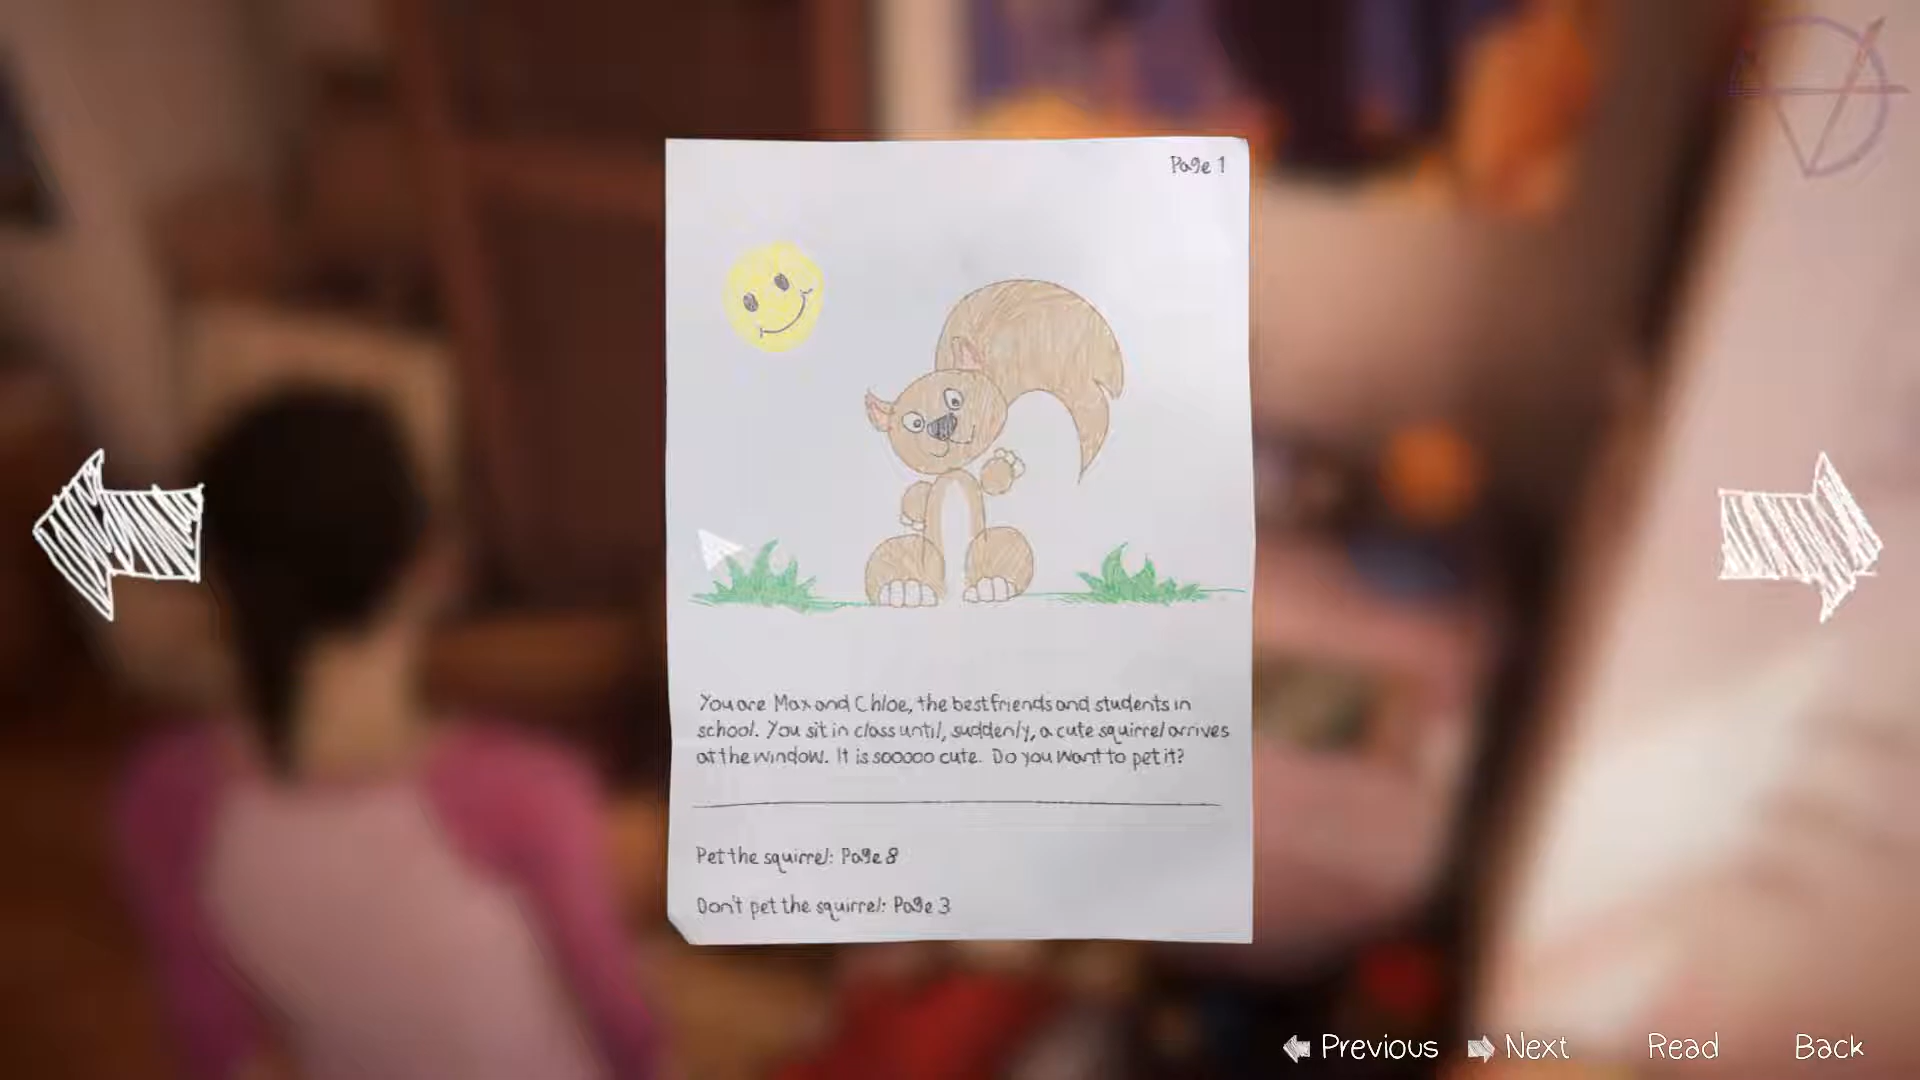 Page 1
You are Max and Chloe, the best friends and students in
school. You sit in class until, suddenly, a cute squirrel arrives
at the window. It is sooooo cute. Do you want to pet it?
Pet the squirrel: Page 8
Don't pet the squirrel: Page 3
Previous Next Read Back